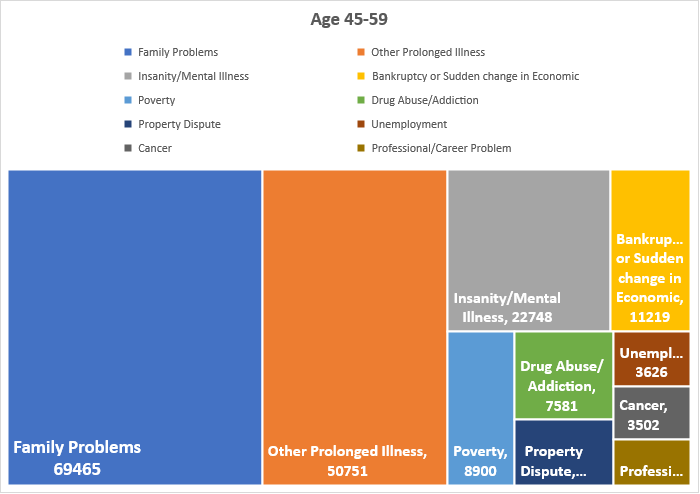 Age 45-59
Family Problems
Other Prolonged Illness
Insanity/Mental Illness
Bankruptcy or Sudden change in Economic
Poverty
Drug Abuse/Addiction
Property Dispute
Unemployment
Cancer
Professional/Career Problem
Family Problems
69465
Other Prolonged Illness,
50751
Insanity/Mental
Illness, 22748
Bankrup...
or Sudden
change in
Economic,
11219
Poverty,
8900
Drug Abuse/
Addiction,
7581
Property
Dispute,...
Unempl...
3626
Cancer,
3502
Professi...